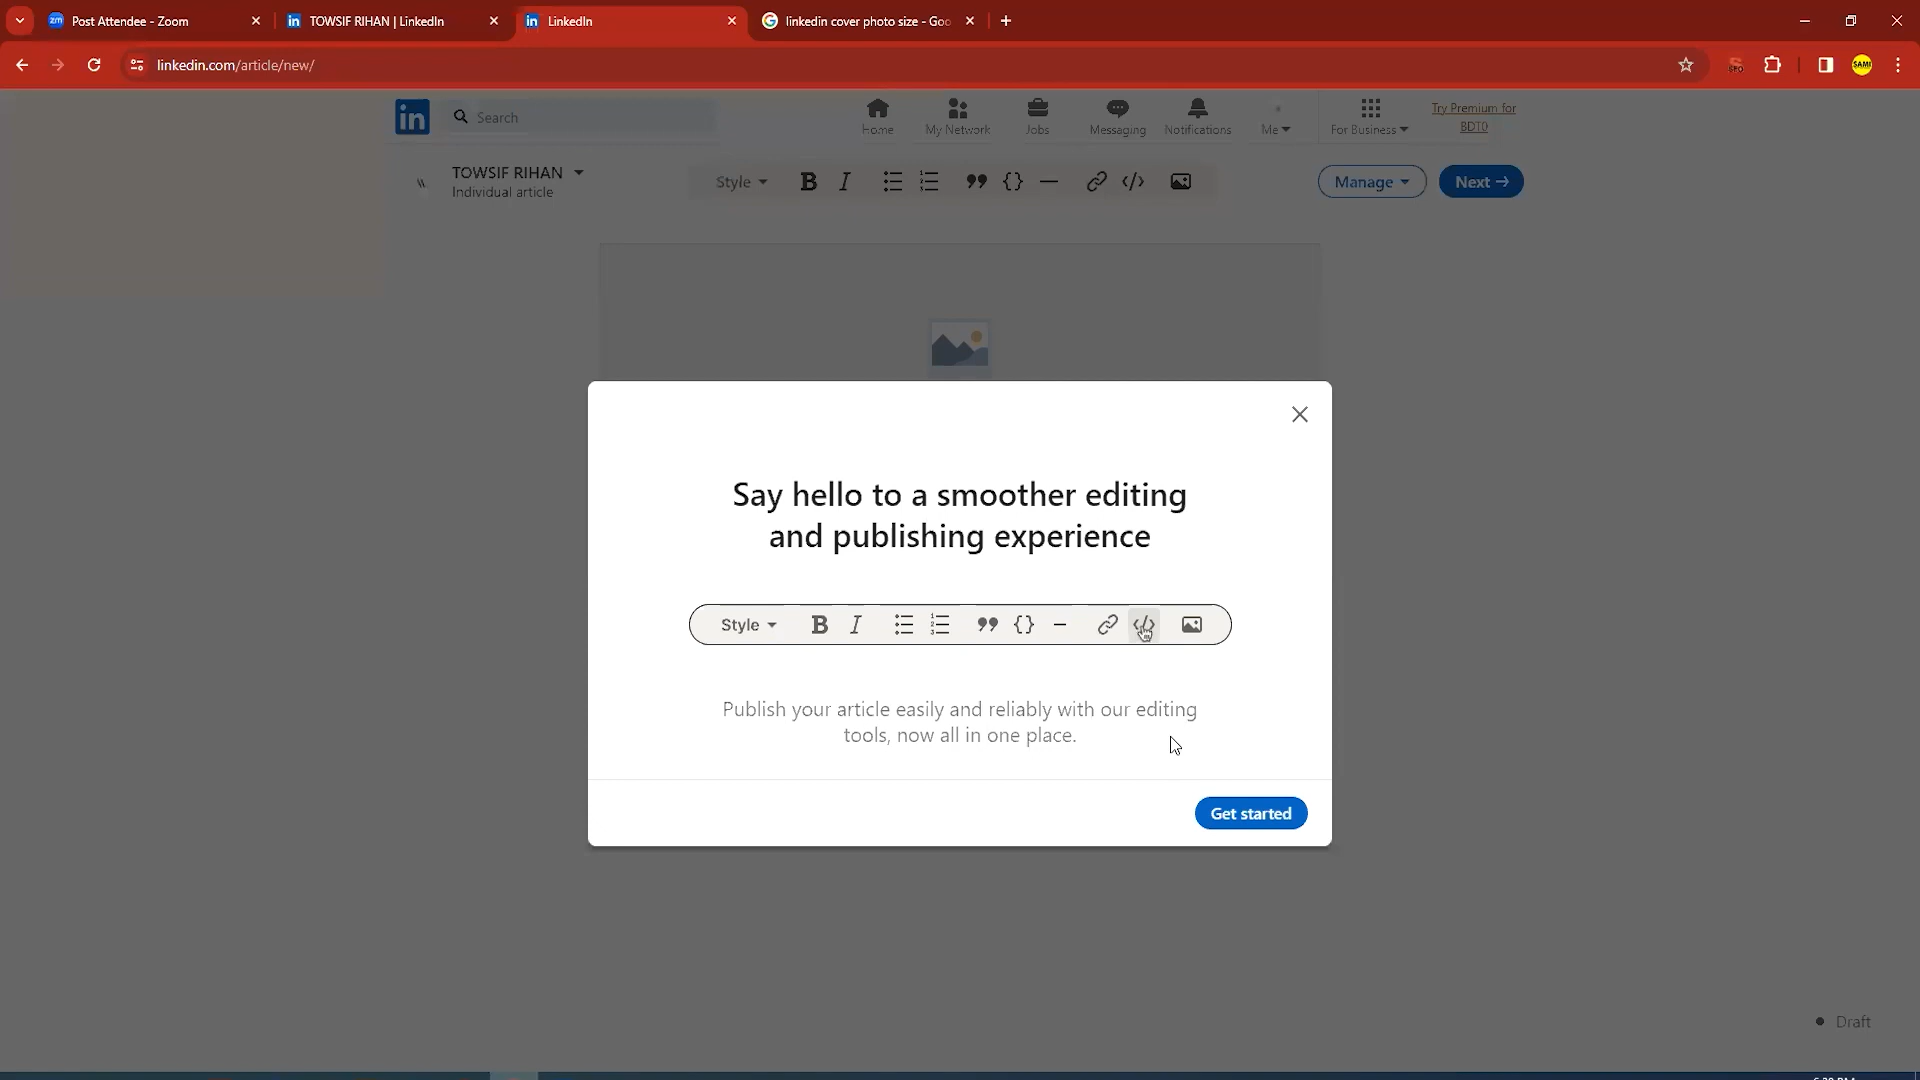 Post Attendee - Zoom
TOWSIF RIHAN | LinkedIn
LinkedIn
linkedin cover photo size - Goo
linkedin.com/article/new/
SAMI
in
Search
Home
My Network
Jobs
Messaging
Notifications
Me
For Business
Try Premium for
BDT0
TOWSIF RIHAN
Individual article
Style
B
I
Manage
Next →
Say hello to a smoother editing
and publishing experience
Style
B
I
Publish your article easily and reliably with our editing
tools, now all in one place.
Get started
Draft